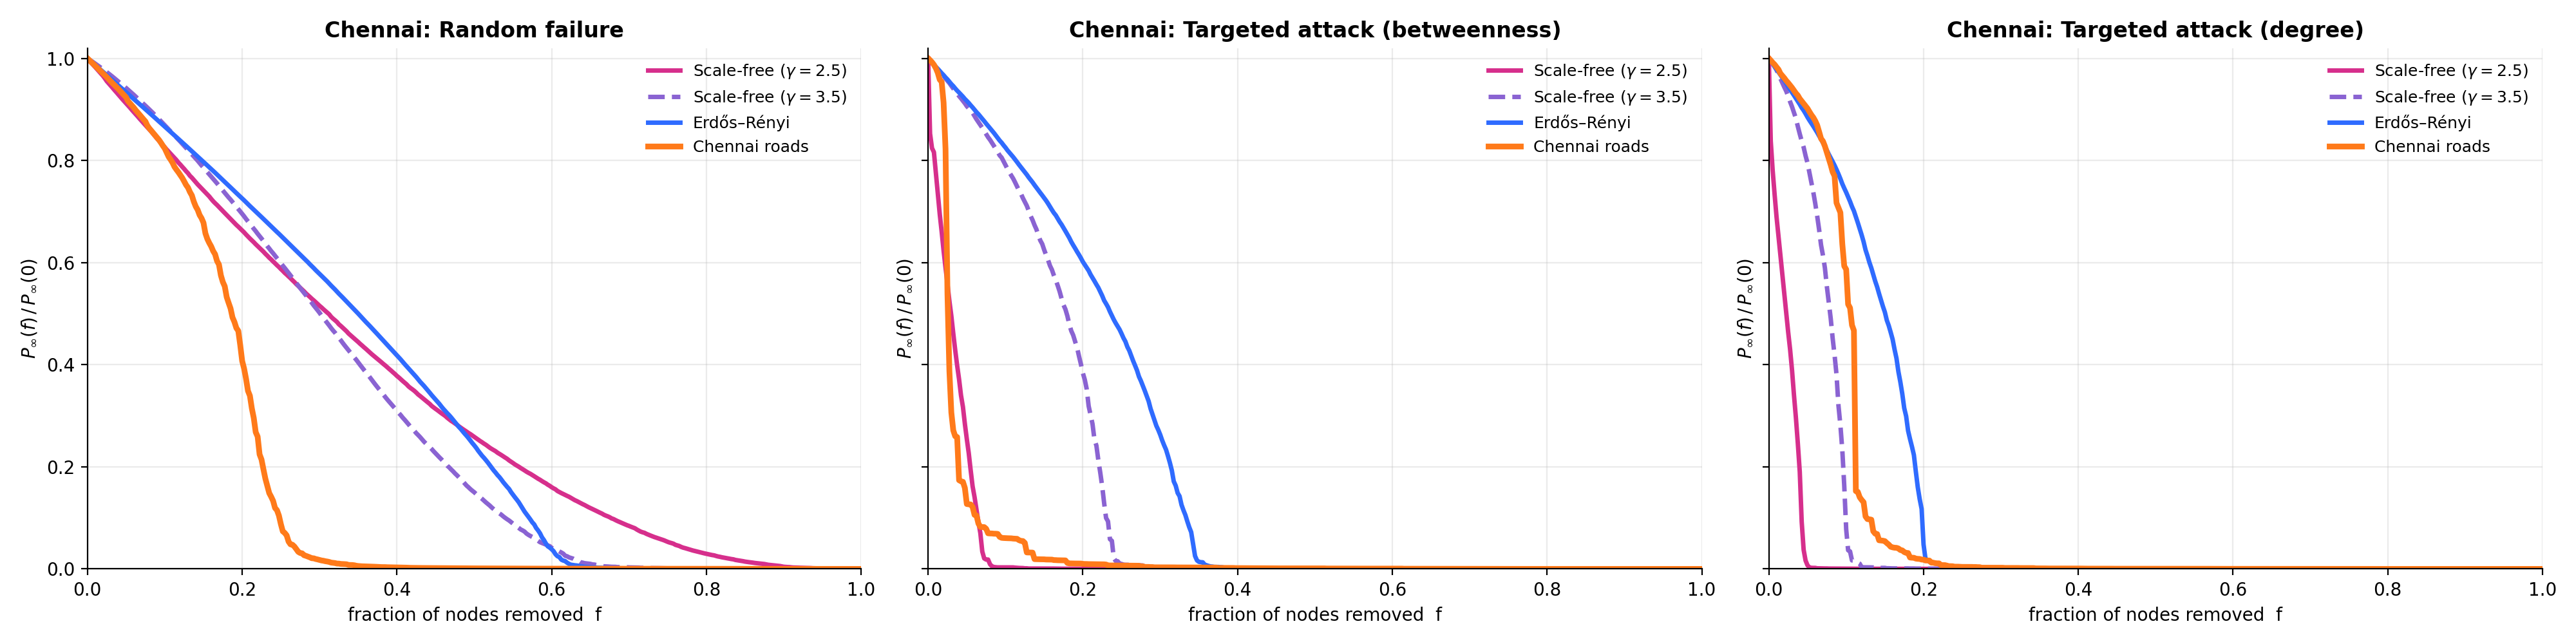 Chennai: Random failure
Scale-free (γ = 2.5)
Scale-free (γ = 3.5)
Erdős–Rényi
Chennai roads
P∞(f) / P∞(0)
1.0
0.8
0.6
0.4
0.2
0.0
0.0 0.2 0.4 0.6 0.8 1.0
fraction of nodes removed f
Chennai: Targeted attack (betweenness)
Scale-free (γ = 2.5)
Scale-free (γ = 3.5)
Erdős–Rényi
Chennai roads
P∞(f) / P∞(0)
0.0 0.2 0.4 0.6 0.8 1.0
fraction of nodes removed f
Chennai: Targeted attack (degree)
Scale-free (γ = 2.5)
Scale-free (γ = 3.5)
Erdős–Rényi
Chennai roads
P∞(f) / P∞(0)
0.0 0.2 0.4 0.6 0.8 1.0
fraction of nodes removed f